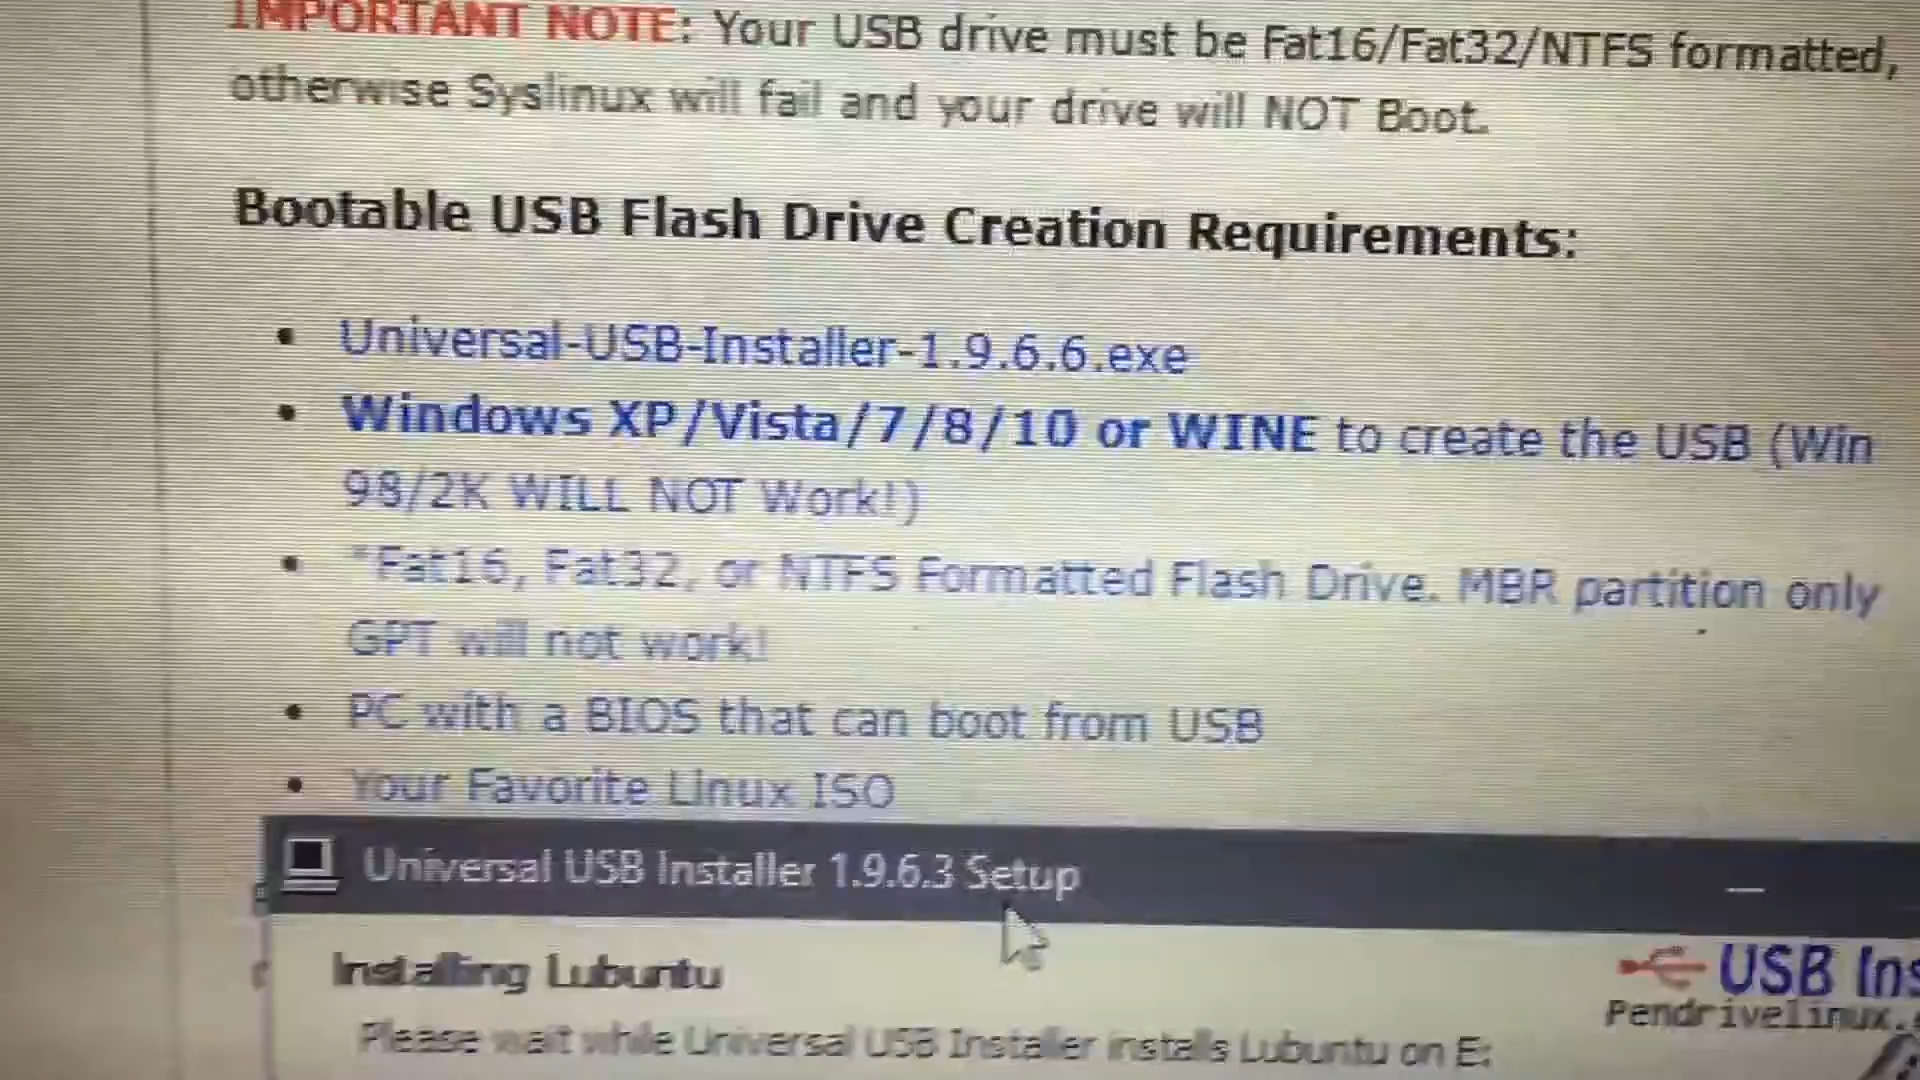 IMPORTANT NOTE: Your USB drive must be Fat16/Fat32/NTFS formatted,
otherwise Syslinux will fail and your drive will NOT Boot.
Bootable USB Flash Drive Creation Requirements:
Universal-USB-Installer-1.9.6.6.exe
Windows XP/Vista/7/8/10 or WINE to create the USB (Win
98/2K WILL NOT Work!)
*Fat16, Fat32, or NTFS Formatted Flash Drive. MBR partition only
GPT will not work!
PC with a BIOS that can boot from USB
Your Favorite Linux ISO
Universal USB Installer 1.9.6.3 Setup
Installing Lubuntu
USB Ins
Pendrivelinux.
Please wait while Universal USB Installer installs Lubuntu on E: